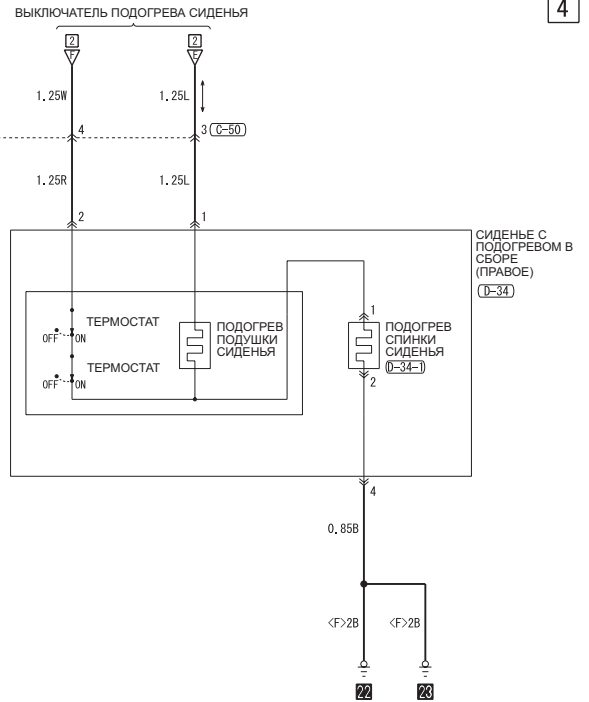 4
ВЫКЛЮЧАТЕЛЬ ПОДОГРЕВА СИДЕНЬЯ
2 2
F E
1.25W 1.25L
4 3 C-50
1.25R 1.25L
2 1
СИДЕНЬЕ С
ПОДОГРЕВОМ В
СБОРЕ
(ПРАВОЕ)
D-34
1
ТЕРМОСТАТ
OFF ON
ПОДОГРЕВ
ПОДУШКИ
СИДЕНЬЯ
ПОДОГРЕВ
СПИНКИ
СИДЕНЬЯ
D-34-1
ТЕРМОСТАТ
OFF ON
2
4
0.85B
<F>2B <F>2B
22 23